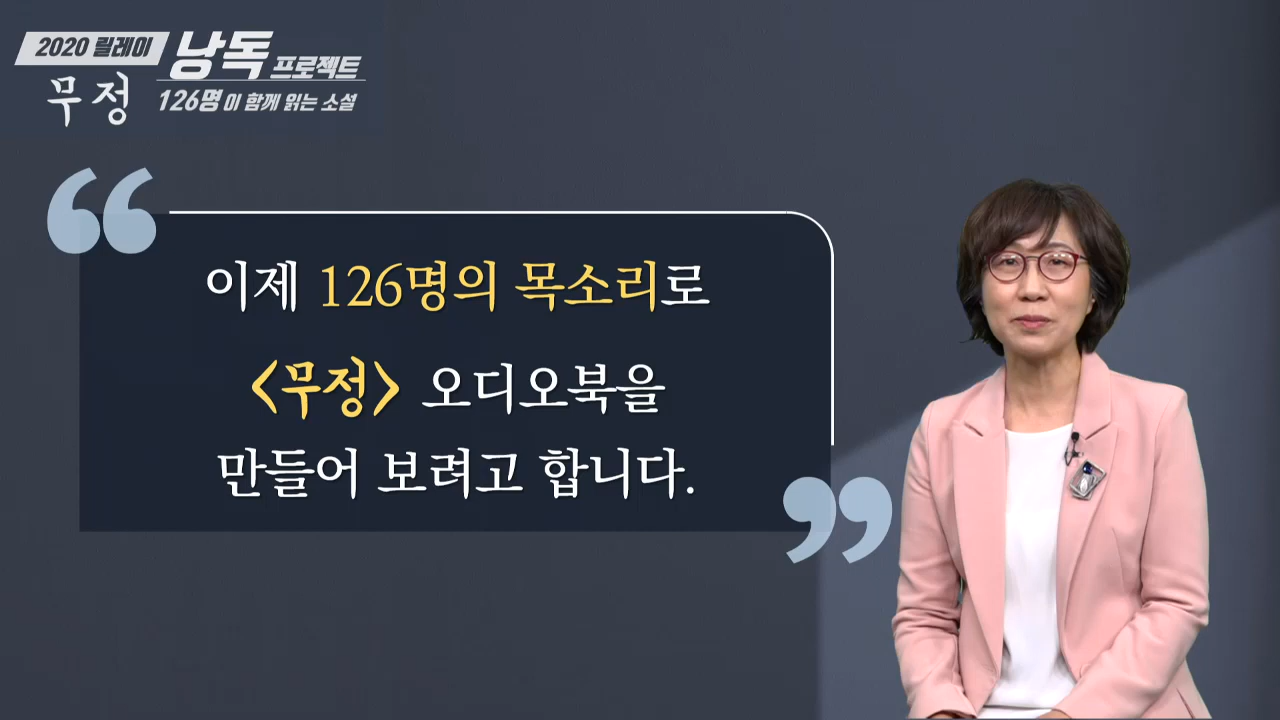 2020 릴레이 낭독 프로젝트
무정 126명이 함께 읽는 소설
“
이제 126명의 목소리로
<무정> 오디오북을
만들어 보려고 합니다.
”